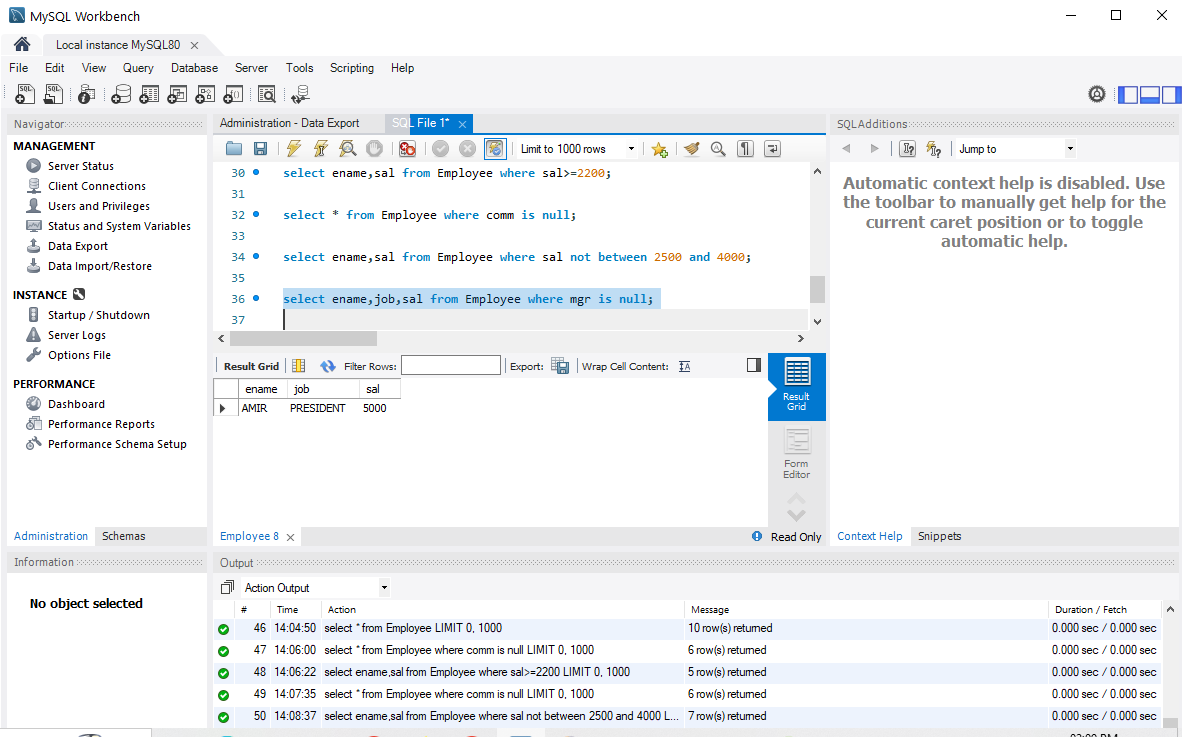 MySQL Workbench
Local instance MySQL80
File Edit View Query Database Server Tools Scripting Help
Navigator
MANAGEMENT
Server Status
Client Connections
Users and Privileges
Status and System Variables
Data Export
Data Import/Restore
INSTANCE
Startup / Shutdown
Server Logs
Options File
PERFORMANCE
Dashboard
Performance Reports
Performance Schema Setup
Administration Schemas
Information
No object selected
Administration - Data Export SQL File 1*
Limit to 1000 rows
30 select ename,sal from Employee where sal>=2200;
31
32 select * from Employee where comm is null;
33
34 select ename,sal from Employee where sal not between 2500 and 4000;
35
36 select ename,job,sal from Employee where mgr is null;
37
Result Grid Filter Rows: Export: Wrap Cell Content:
ename job sal
AMIR PRESIDENT 5000
Result
Grid
Form
Editor
Employee 8 Read Only
SQLAdditions
Jump to
Automatic context help is disabled. Use
the toolbar to manually get help for the
current caret position or to toggle
automatic help.
Context Help Snippets
Output
Action Output
# Time Action Message Duration / Fetch
46 14:04:50 select * from Employee LIMIT 0, 1000 10 row(s) returned 0.000 sec / 0.000 sec
47 14:06:00 select * from Employee where comm is null LIMIT 0, 1000 6 row(s) returned 0.000 sec / 0.000 sec
48 14:06:22 select ename,sal from Employee where sal>=2200 LIMIT 0, 1000 5 row(s) returned 0.000 sec / 0.000 sec
49 14:07:35 select * from Employee where comm is null LIMIT 0, 1000 6 row(s) returned 0.000 sec / 0.000 sec
50 14:08:37 select ename,sal from Employee where sal not between 2500 and 4000 L... 7 row(s) returned 0.000 sec / 0.000 sec